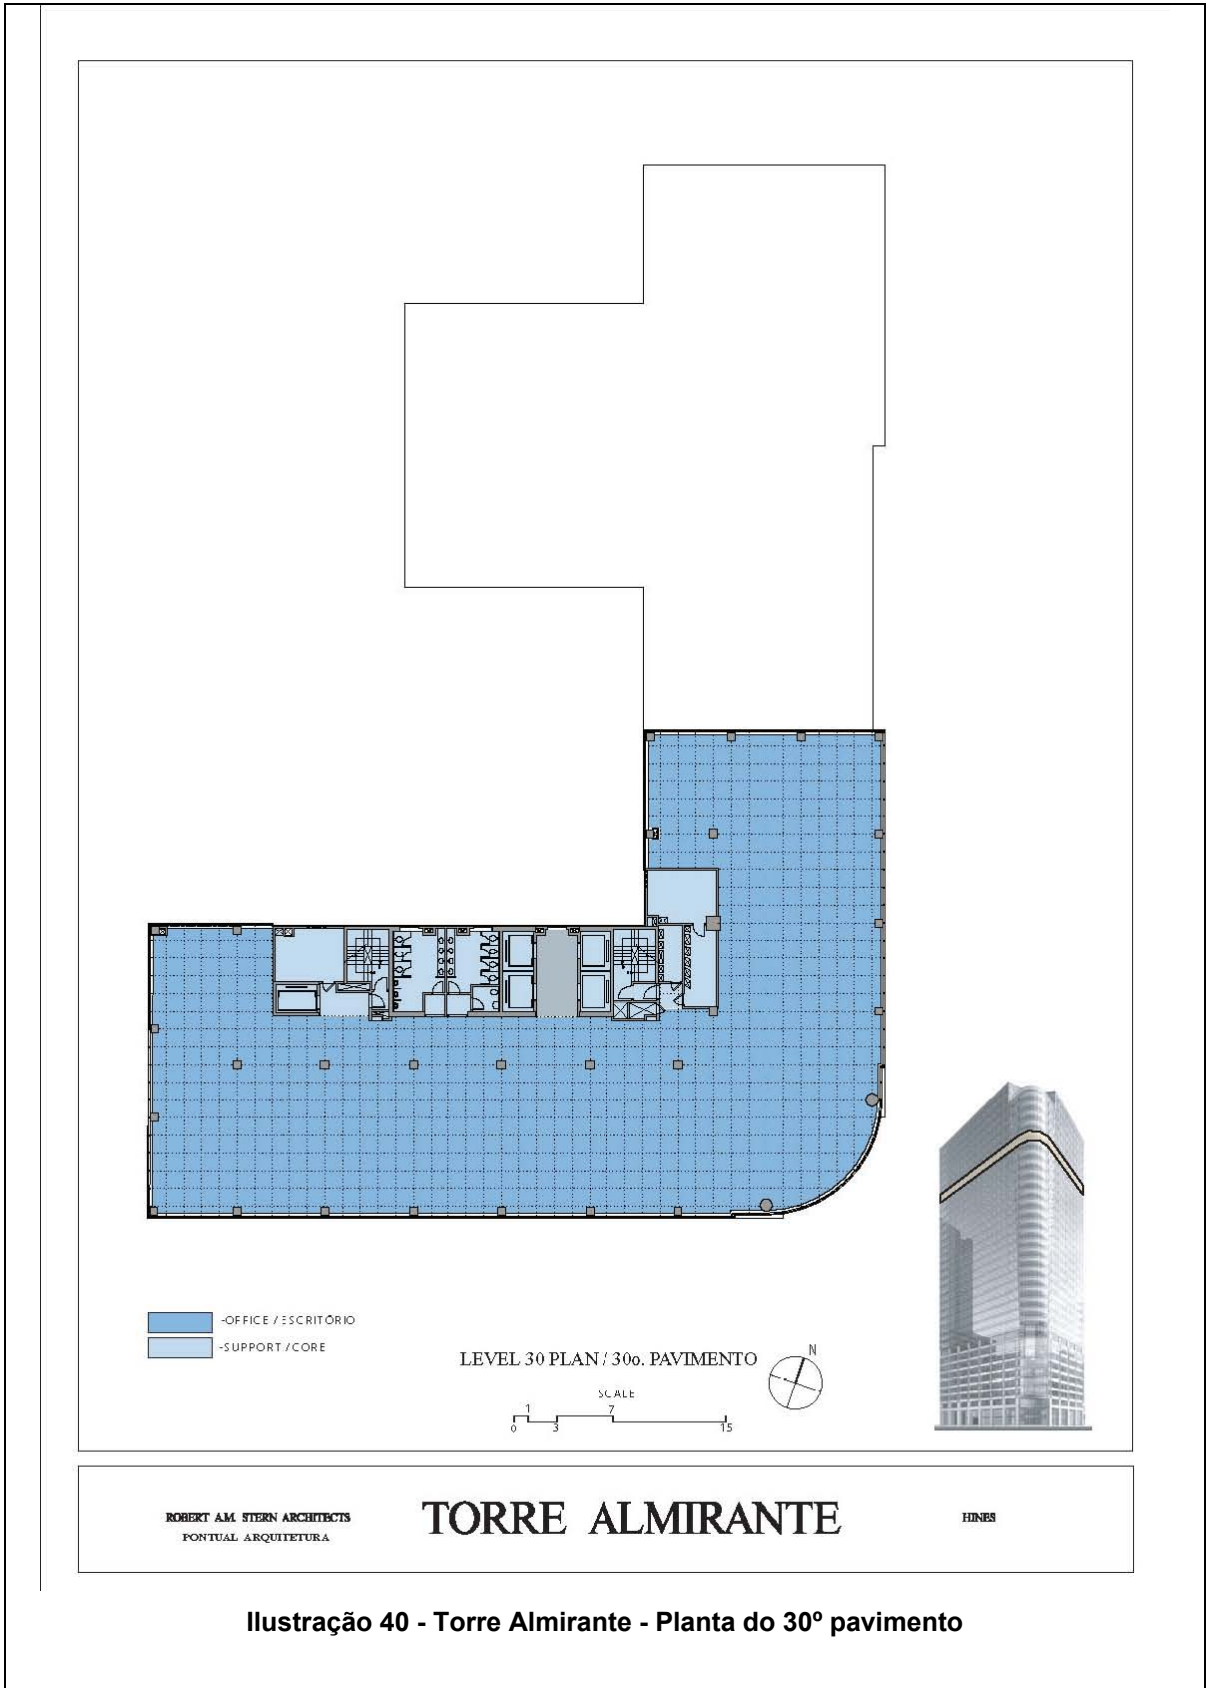 -OFFICE / ESCRITÓRIO
-SUPPORT / CORE
LEVEL 30 PLAN / 30o. PAVIMENTO
N
SCALE
1 7
0 3 15
ROBERT A.M. STERN ARCHITECTS
PONTUAL ARQUITETURA
TORRE ALMIRANTE
HINES
Ilustração 40 - Torre Almirante - Planta do 30º pavimento